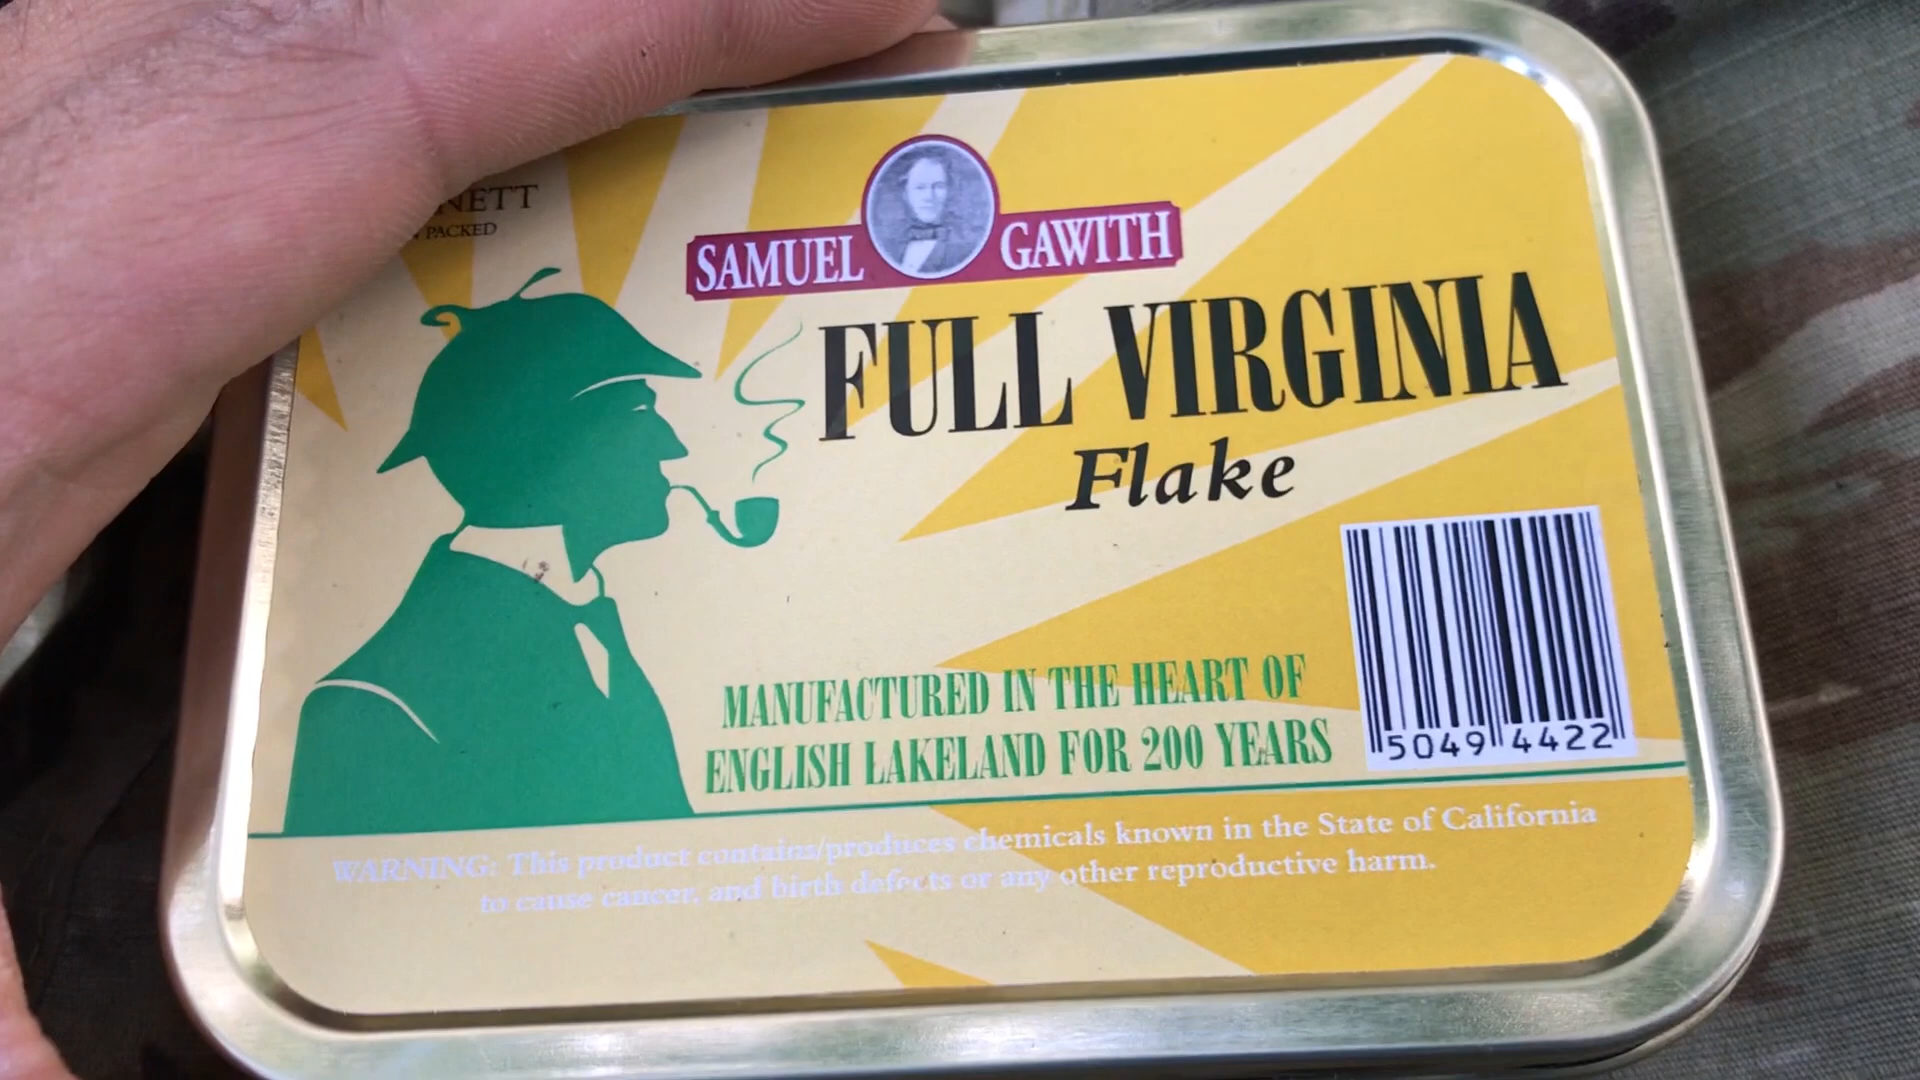 PACKED
SAMUEL GAWITH
FULL VIRGINIA
Flake
MANUFACTURED IN THE HEART OF
ENGLISH LAKELAND FOR 200 YEARS
5049 4422
WARNING: This product contains/produces chemicals known in the State of California
to cause cancer, and birth defects or any other reproductive harm.